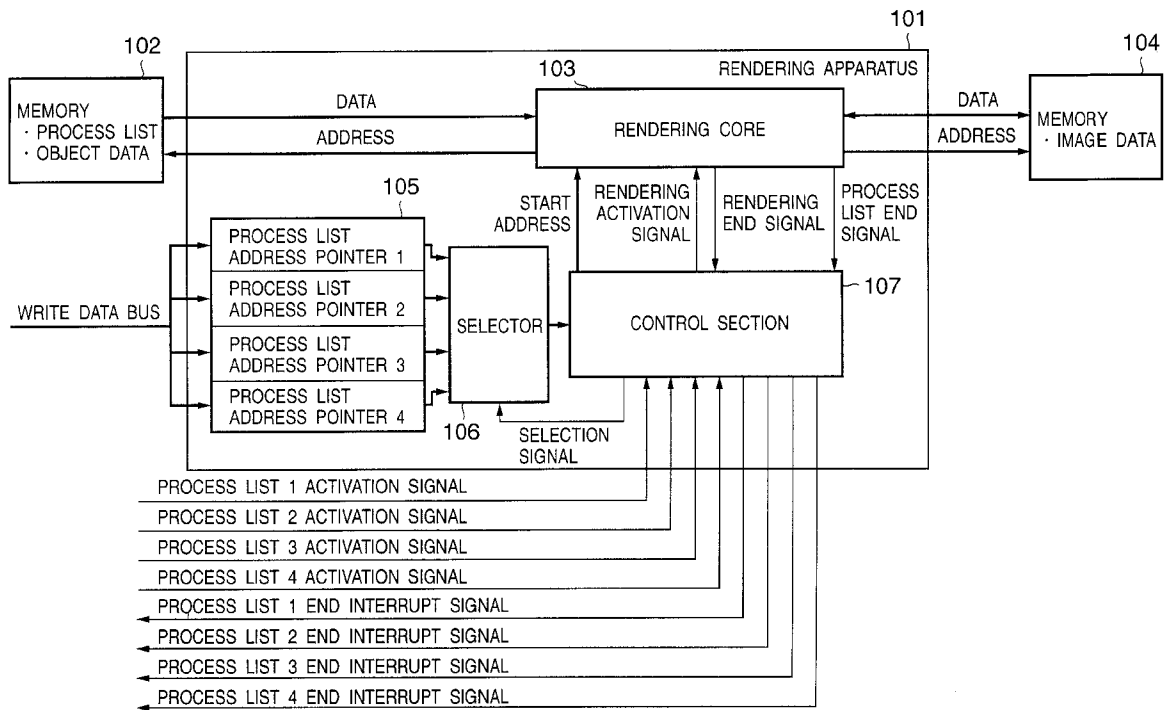 101
102
103
104
RENDERING APPARATUS
MEMORY
· PROCESS LIST
· OBJECT DATA
DATA
ADDRESS
RENDERING CORE
DATA
ADDRESS
MEMORY
· IMAGE DATA
START
ADDRESS
RENDERING
ACTIVATION
SIGNAL
RENDERING
END SIGNAL
PROCESS
LIST END
SIGNAL
105
PROCESS LIST
ADDRESS POINTER 1
PROCESS LIST
ADDRESS POINTER 2
PROCESS LIST
ADDRESS POINTER 3
PROCESS LIST
ADDRESS POINTER 4
WRITE DATA BUS
SELECTOR
106
CONTROL SECTION
107
SELECTION
SIGNAL
PROCESS LIST 1 ACTIVATION SIGNAL
PROCESS LIST 2 ACTIVATION SIGNAL
PROCESS LIST 3 ACTIVATION SIGNAL
PROCESS LIST 4 ACTIVATION SIGNAL
PROCESS LIST 1 END INTERRUPT SIGNAL
PROCESS LIST 2 END INTERRUPT SIGNAL
PROCESS LIST 3 END INTERRUPT SIGNAL
PROCESS LIST 4 END INTERRUPT SIGNAL